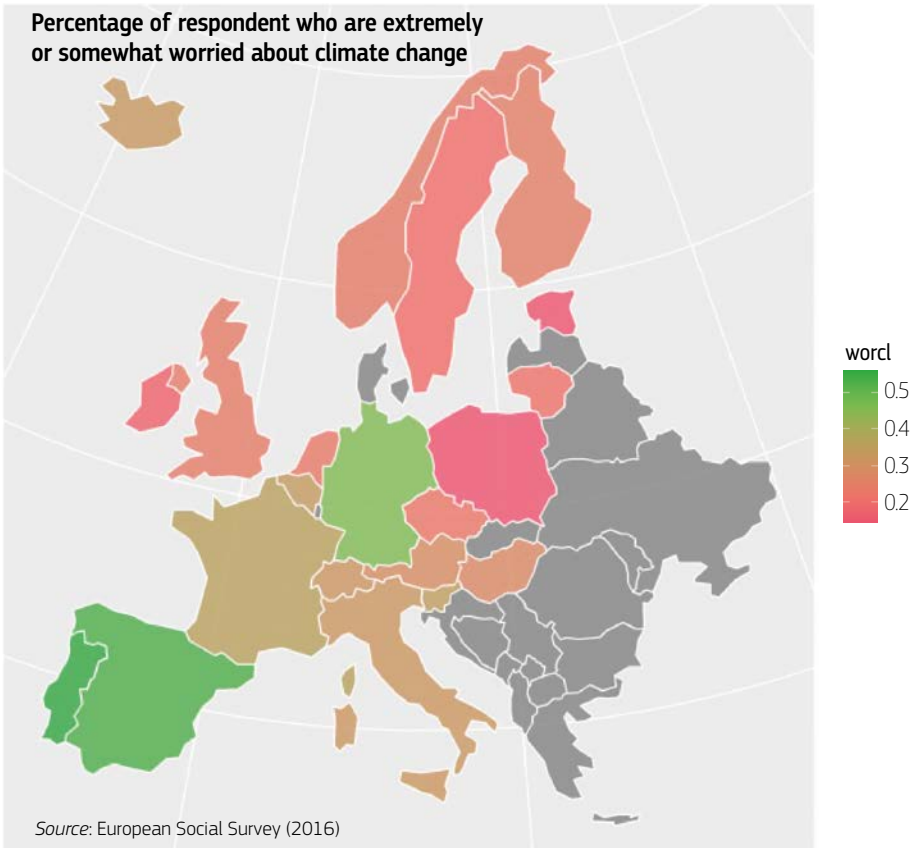 Percentage of respondent who are extremely
or somewhat worried about climate change
worcl
0.5
0.4
0.3
0.2
Source: European Social Survey (2016)